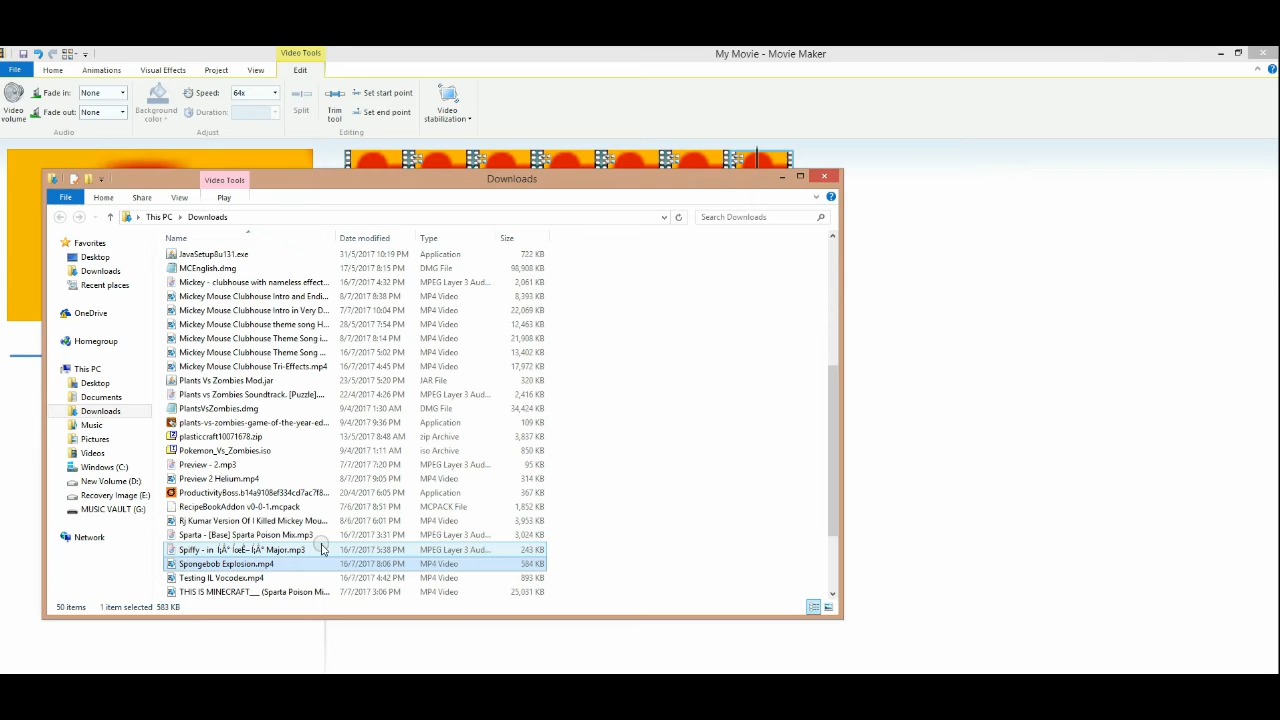 Video Tools
My Movie - Movie Maker
File Home Animations Visual Effects Project View Edit
Video volume
Fade in: None
Fade out: None
Audio
Background color
Speed: 64x
Duration:
Adjust
Split
Trim tool
Set start point
Set end point
Editing
Video stabilization
Video Tools
Downloads
File Home Share View Play
This PC Downloads
Search Downloads
Favorites
Desktop
Downloads
Recent places
OneDrive
Homegroup
This PC
Desktop
Documents
Downloads
Music
Pictures
Videos
Windows (C:)
New Volume (D:)
Recovery Image (E:)
MUSIC VAULT (G:)
Network
Name Date modified Type Size
JavaSetup8u131.exe 31/5/2017 10:19 PM Application 722 KB
MCEnglish.dmg 17/5/2017 8:15 PM DMG File 98,908 KB
Mickey - clubhouse with nameless effect... 16/7/2017 4:32 PM MPEG Layer 3 Aud... 2,061 KB
Mickey Mouse Clubhouse Intro and Endi... 8/7/2017 8:38 PM MP4 Video 8,393 KB
Mickey Mouse Clubhouse Intro in Very D... 7/7/2017 10:04 PM MP4 Video 22,069 KB
Mickey Mouse Clubhouse theme song H... 28/5/2017 7:54 PM MP4 Video 12,463 KB
Mickey Mouse Clubhouse Theme Song i... 8/7/2017 8:14 PM MP4 Video 21,908 KB
Mickey Mouse Clubhouse Theme Song ... 16/7/2017 5:02 PM MP4 Video 13,402 KB
Mickey Mouse Clubhouse Tri-Effects.mp4 16/7/2017 4:45 PM MP4 Video 17,972 KB
Plants Vs Zombies Mod.jar 23/5/2017 5:20 PM JAR File 320 KB
Plants vs Zombies Soundtrack. [Puzzle].... 22/4/2017 4:26 PM MPEG Layer 3 Aud... 2,416 KB
PlantsVsZombies.dmg 9/4/2017 1:30 AM DMG File 34,424 KB
plants-vs-zombies-game-of-the-year-ed... 9/4/2017 9:36 PM Application 109 KB
plasticcraft10071678.zip 13/5/2017 8:48 AM zip Archive 3,837 KB
Pokemon_Vs_Zombies.iso 9/4/2017 1:11 AM iso Archive 850 KB
Preview - 2.mp3 7/7/2017 7:20 PM MPEG Layer 3 Aud... 95 KB
Preview 2 Helium.mp4 8/7/2017 9:05 PM MP4 Video 314 KB
ProductivityBoss.b14a9108ef334cd7ac7f8... 20/4/2017 6:05 PM Application 367 KB
RecipeBookAddon v0-0-1.mcpack 7/6/2017 8:51 PM MCPACK File 1,852 KB
Rj Kumar Version Of I Killed Mickey Mou... 8/6/2017 6:01 PM MP4 Video 3,953 KB
Sparta - [Base] Sparta Poison Mix.mp3 16/7/2017 3:31 PM MPEG Layer 3 Aud... 3,024 KB
Spiffy - in Major.mp3 16/7/2017 5:38 PM MPEG Layer 3 Aud... 243 KB
Spongebob Explosion.mp4 16/7/2017 8:06 PM MP4 Video 584 KB
Testing IL Vocodex.mp4 16/7/2017 4:42 PM MP4 Video 893 KB
THIS IS MINECRAFT___ (Sparta Poison Mi... 7/7/2017 3:06 PM MP4 Video 25,031 KB
50 items 1 item selected 583 KB